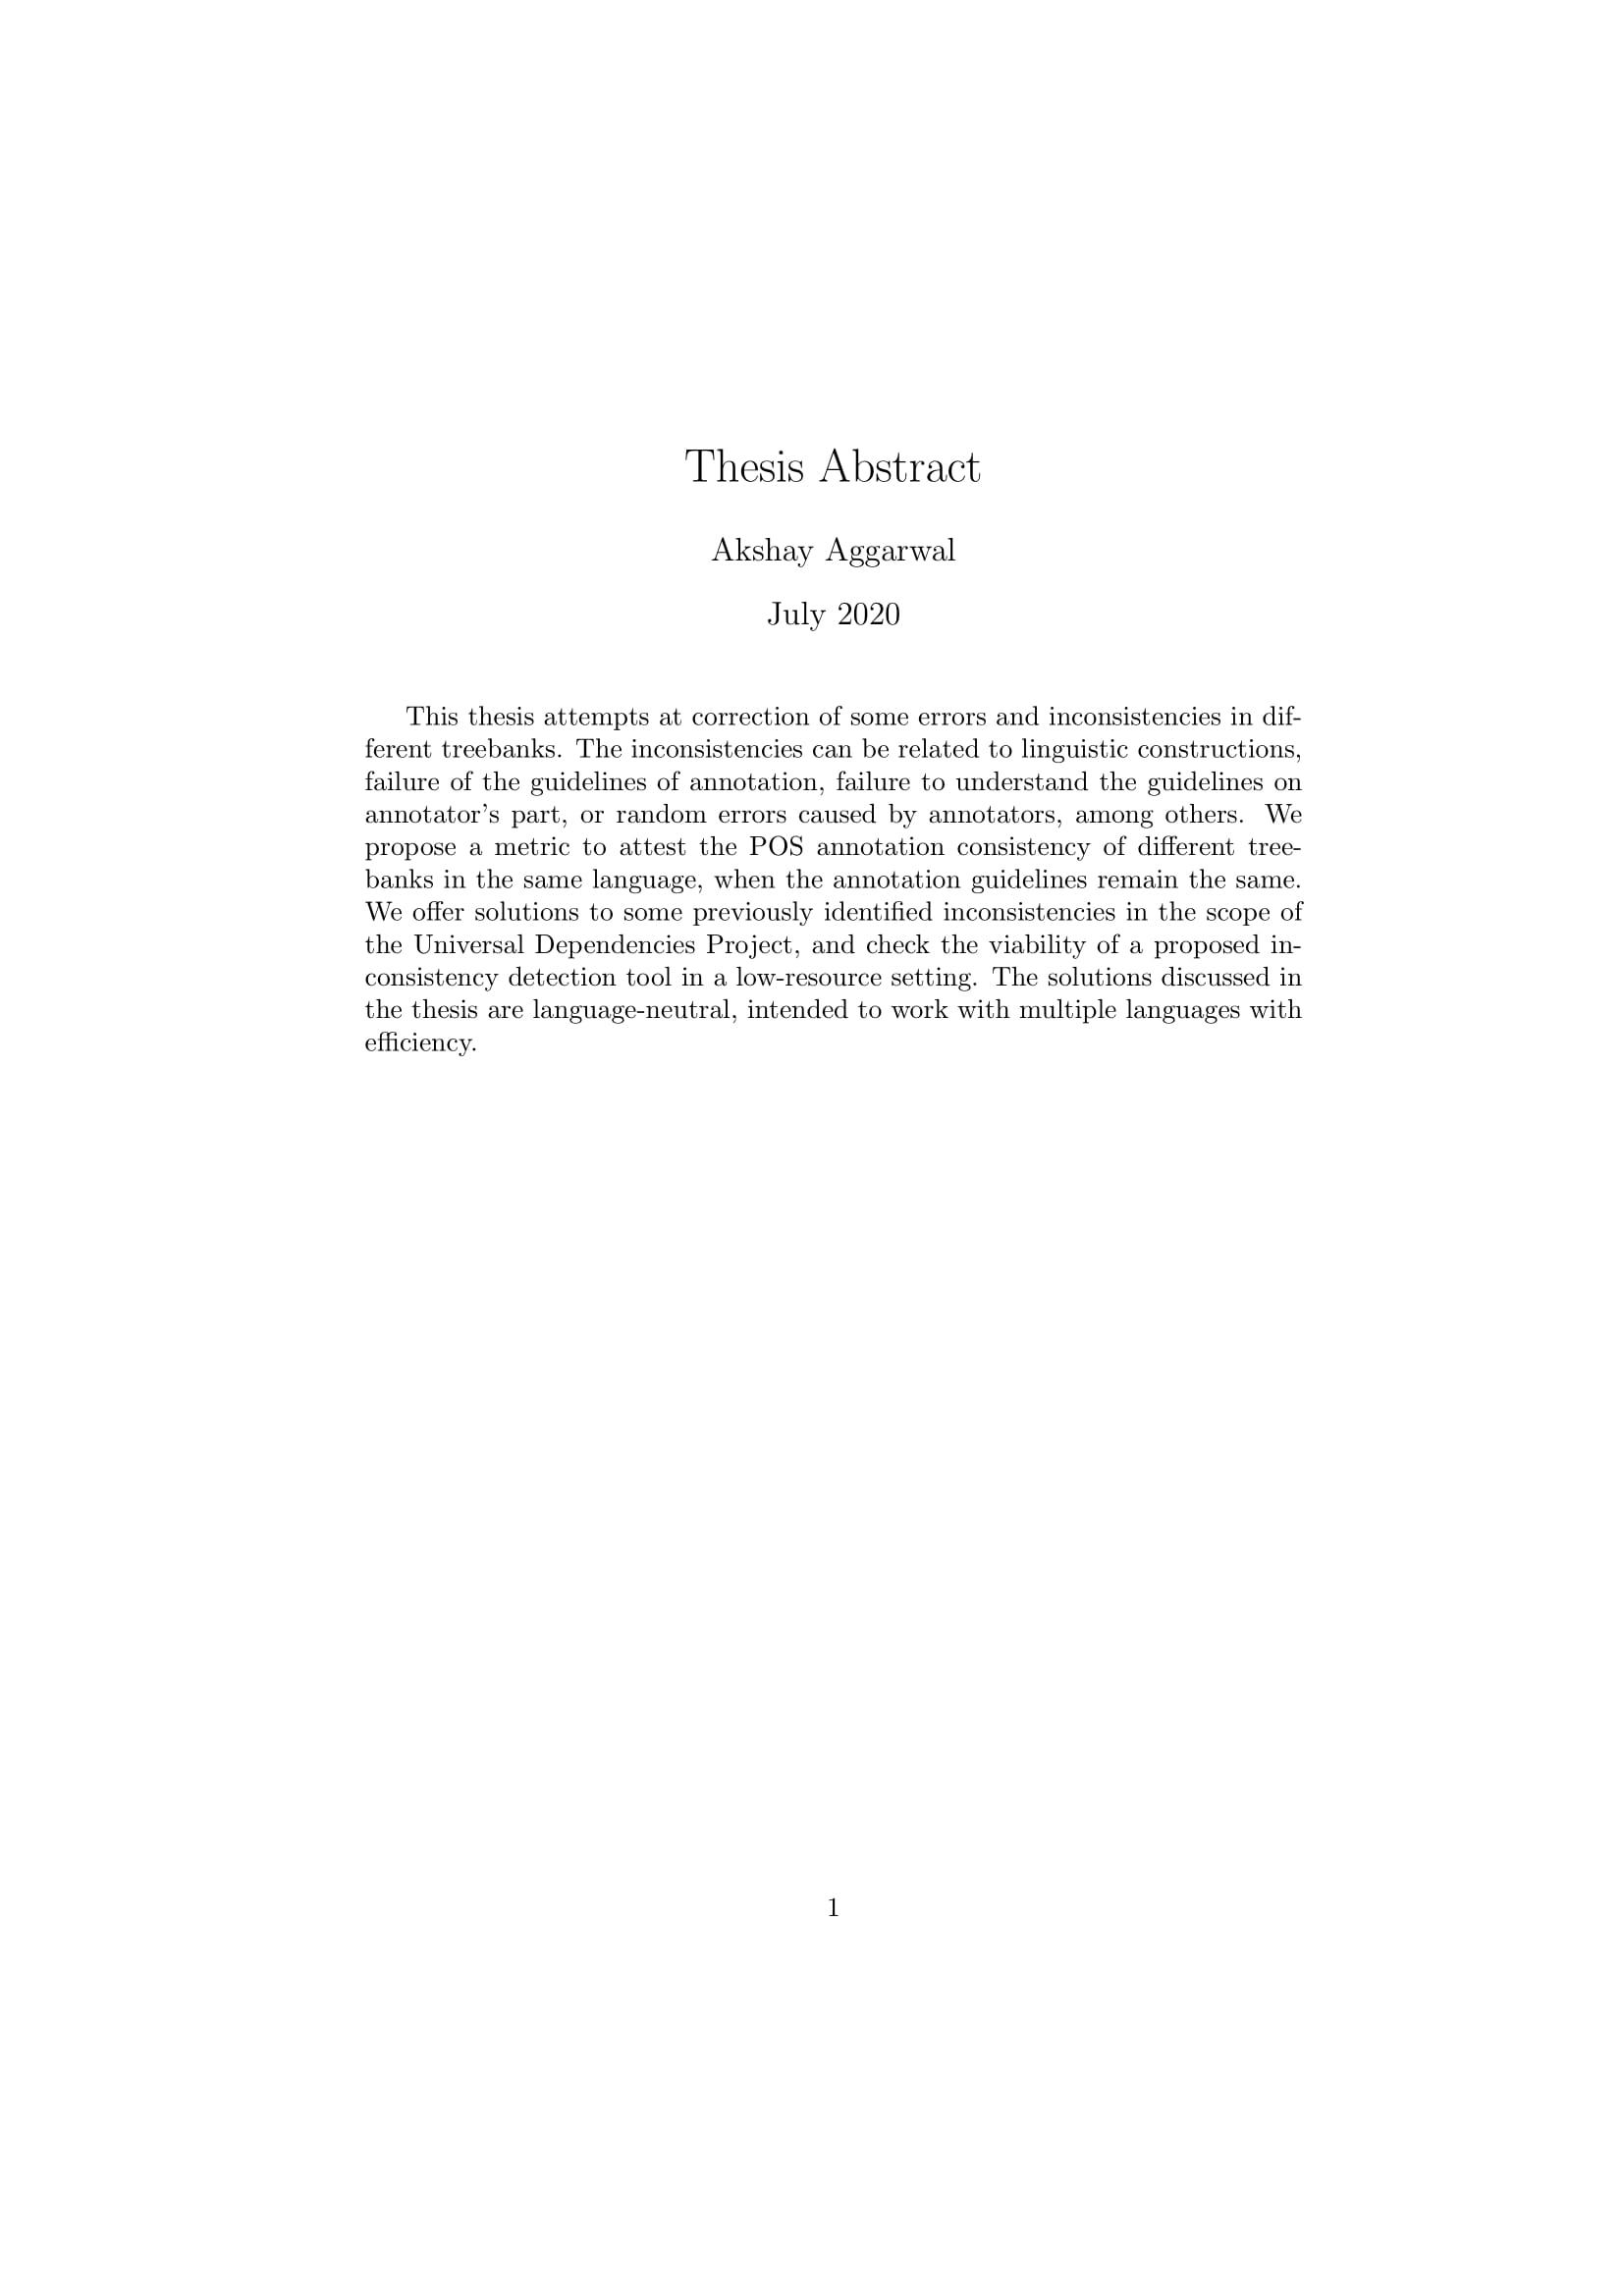 Thesis Abstract
Akshay Aggarwal
July 2020
This thesis attempts at correction of some errors and inconsistencies in dif-
ferent treebanks. The inconsistencies can be related to linguistic constructions,
failure of the guidelines of annotation, failure to understand the guidelines on
annotator's part, or random errors caused by annotators, among others. We
propose a metric to attest the POS annotation consistency of different tree-
banks in the same language, when the annotation guidelines remain the same.
We offer solutions to some previously identified inconsistencies in the scope of
the Universal Dependencies Project, and check the viability of a proposed in-
consistency detection tool in a low-resource setting. The solutions discussed in
the thesis are language-neutral, intended to work with multiple languages with
efficiency.
1